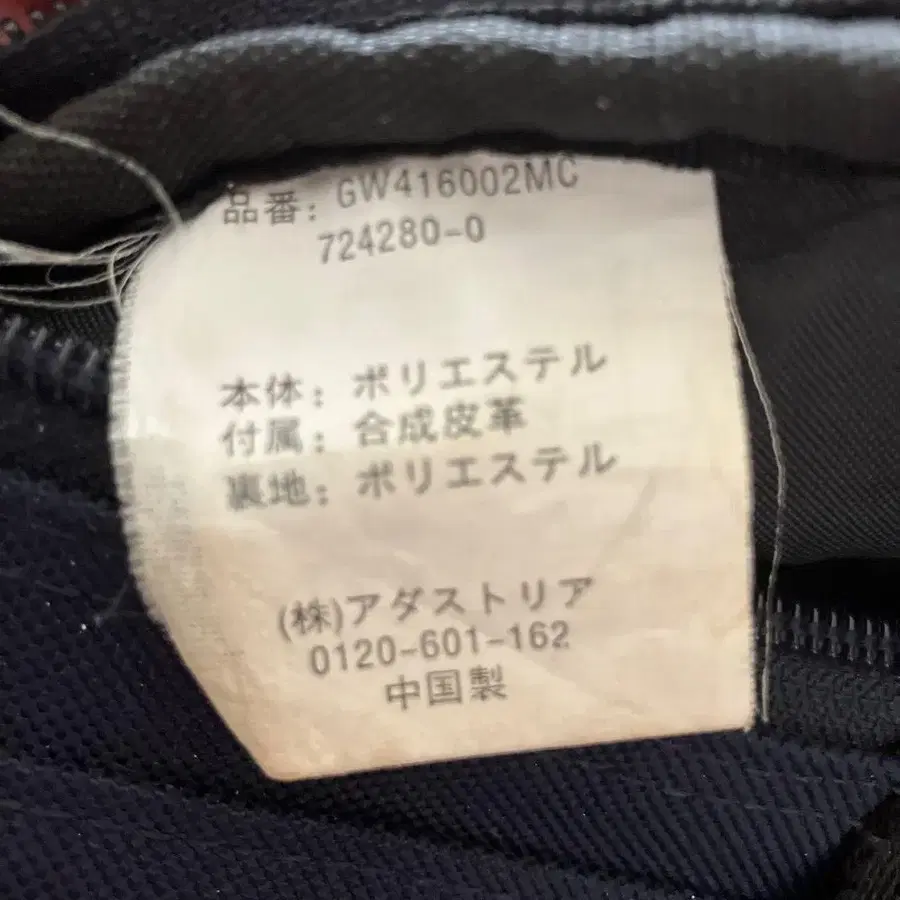 品番: GW416002MC
724280-0
本体: ポリエステル
付属: 合成皮革
裏地: ポリエステル
(株)アダストリア
0120-601-162
中国製